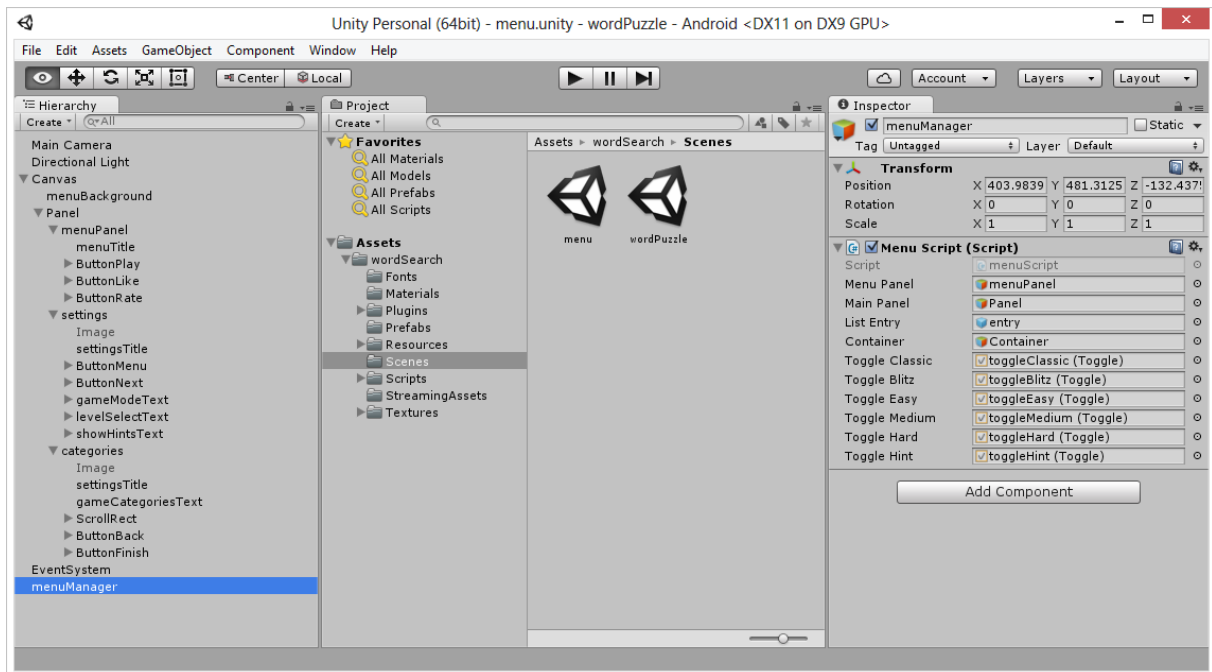 Unity Personal (64bit) - menu.unity - wordPuzzle - Android <DX11 on DX9 GPU>
File Edit Assets GameObject Component Window Help
Center Local Account Layers Layout
Hierarchy
Create All
Main Camera
Directional Light
Canvas
menuBackground
Panel
menuPanel
menuTitle
ButtonPlay
ButtonLike
ButtonRate
settings
Image
settingsTitle
ButtonMenu
ButtonNext
gameModeText
levelSelectText
showHintsText
categories
Image
settingsTitle
gameCategoriesText
ScrollRect
ButtonBack
ButtonFinish
EventSystem
menuManager
Project
Create
Favorites
All Materials
All Models
All Prefabs
All Scripts
Assets
wordSearch
Fonts
Materials
Plugins
Prefabs
Resources
Scenes
Scripts
StreamingAssets
Textures
Assets wordSearch Scenes
menu wordPuzzle
Inspector
menuManager Static
Tag Untagged Layer Default
Transform
Position X 403.9839 Y 481.3125 Z -132.437
Rotation X 0 Y 0 Z 0
Scale X 1 Y 1 Z 1
Menu Script (Script)
Script menuScript
Menu Panel menuPanel
Main Panel Panel
List Entry entry
Container Container
Toggle Classic toggleClassic (Toggle)
Toggle Blitz toggleBlitz (Toggle)
Toggle Easy toggleEasy (Toggle)
Toggle Medium toggleMedium (Toggle)
Toggle Hard toggleHard (Toggle)
Toggle Hint toggleHint (Toggle)
Add Component